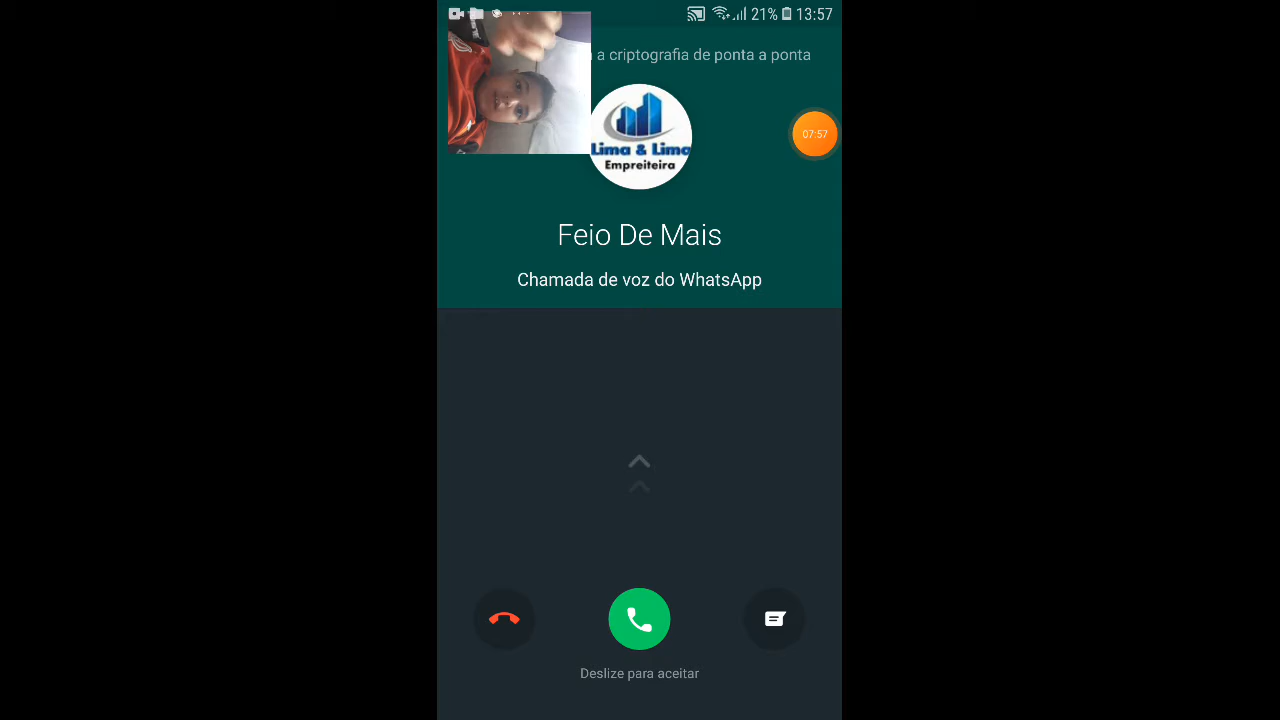 21% 13:57
a criptografia de ponta a ponta
07:57
Lima & Lima
Empreiteira
Feio De Mais
Chamada de voz do WhatsApp
Deslize para aceitar